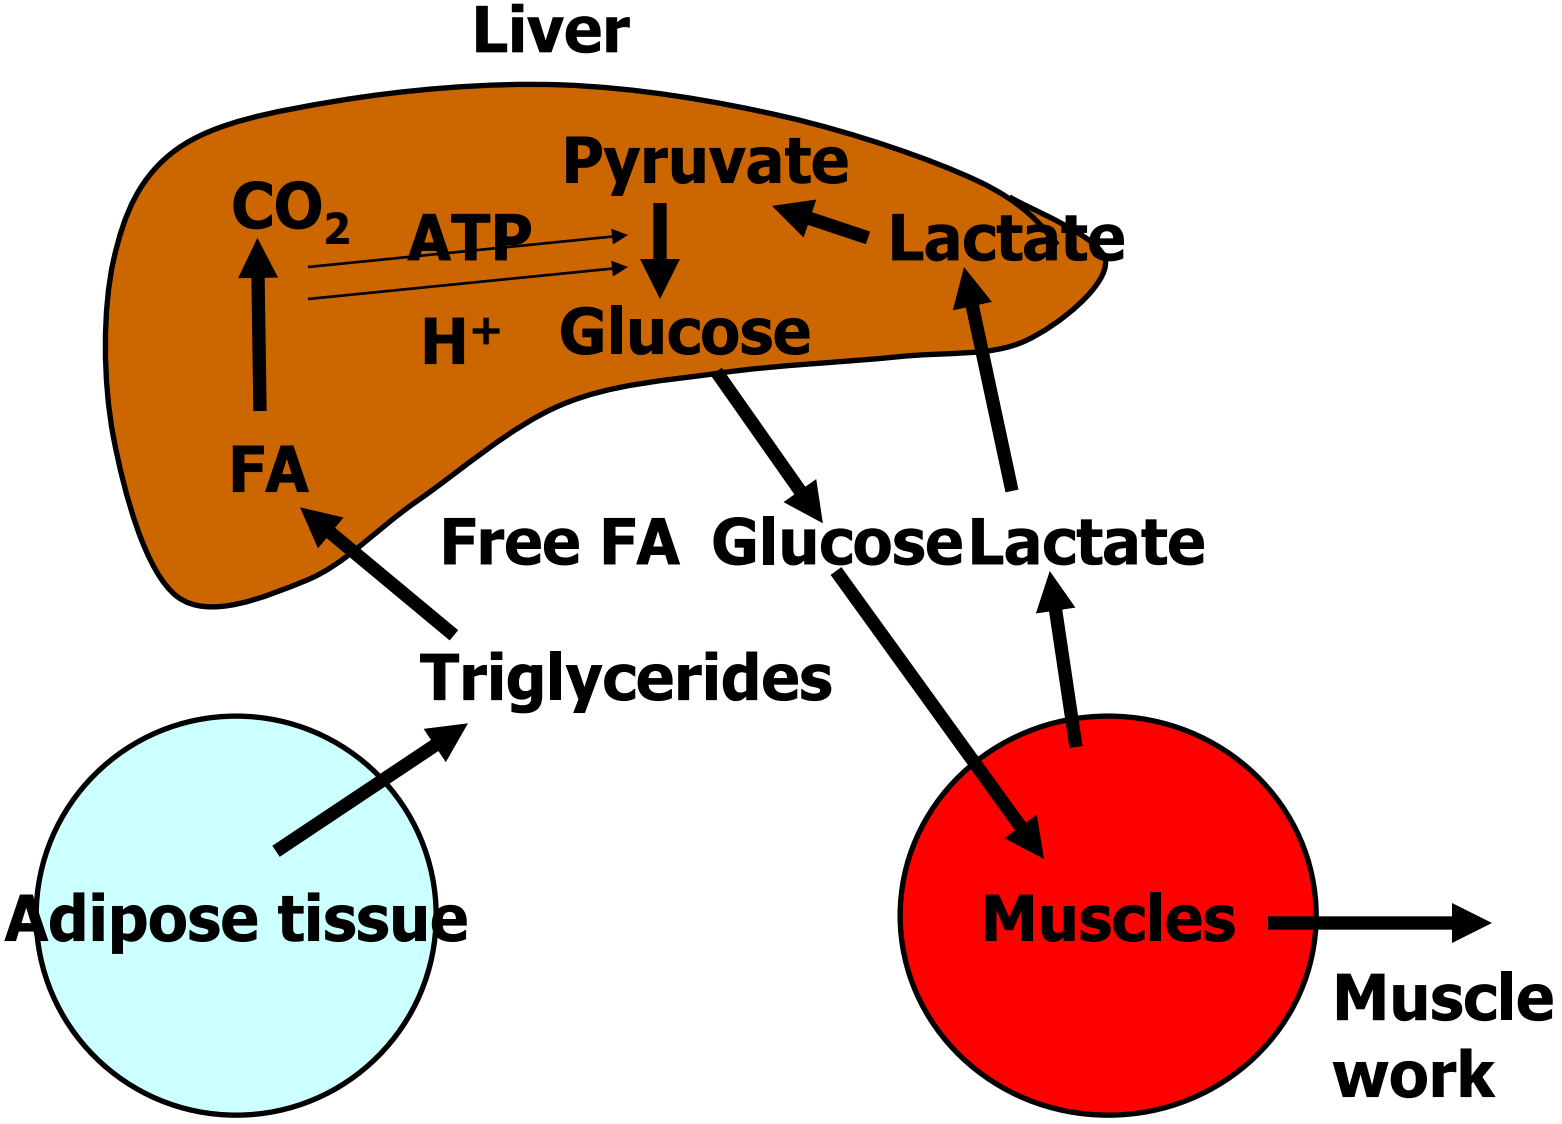 Liver
Pyruvate
CO₂
ATP
Lactate
H⁺
Glucose
FA
Free FA
Glucose
Lactate
Triglycerides
Adipose tissue
Muscles
Muscle
work